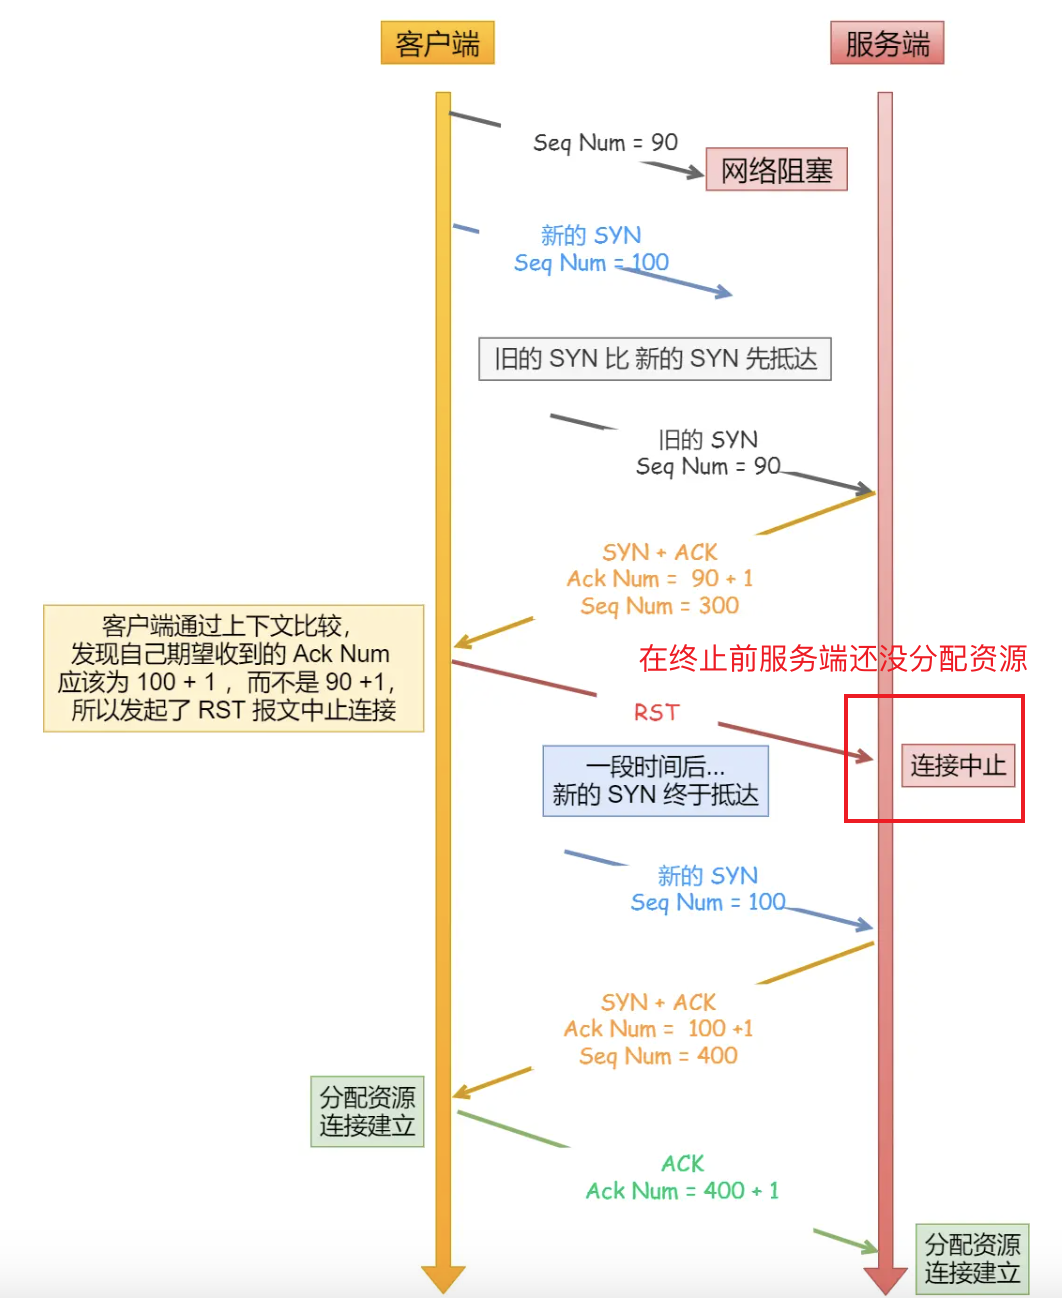 客户端
服务端
Seq Num = 90
网络阻塞
新的 SYN
Seq Num = 100
旧的 SYN 比 新的 SYN 先抵达
旧的 SYN
Seq Num = 90
SYN + ACK
Ack Num = 90 + 1
Seq Num = 300
客户端通过上下文比较，
发现自己期望收到的 Ack Num
应该为 100 + 1 ，而不是 90 +1，
所以发起了 RST 报文中止连接
在终止前服务端还没分配资源
RST
连接中止
一段时间后...
新的 SYN 终于抵达
新的 SYN
Seq Num = 100
SYN + ACK
Ack Num = 100 +1
Seq Num = 400
分配资源
连接建立
ACK
Ack Num = 400 + 1
分配资源
连接建立